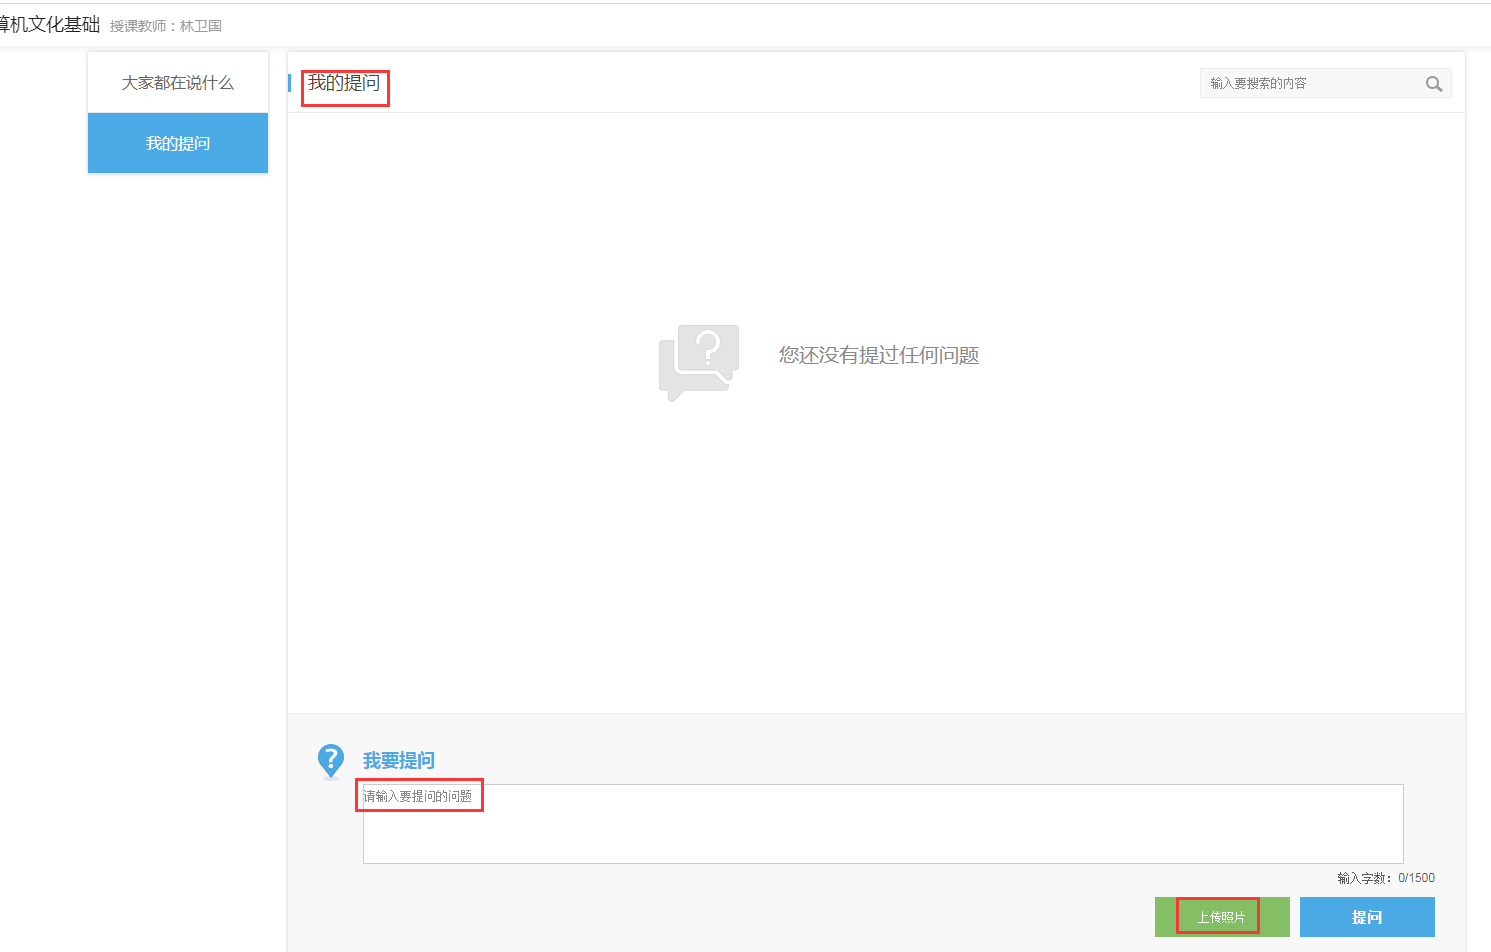 算机文化基础 授课教师：林卫国
大家都在说什么
我的提问
我的提问
输入要搜索的内容
您还没有提过任何问题
我要提问
请输入要提问的问题
输入字数：0/1500
上传照片
提问